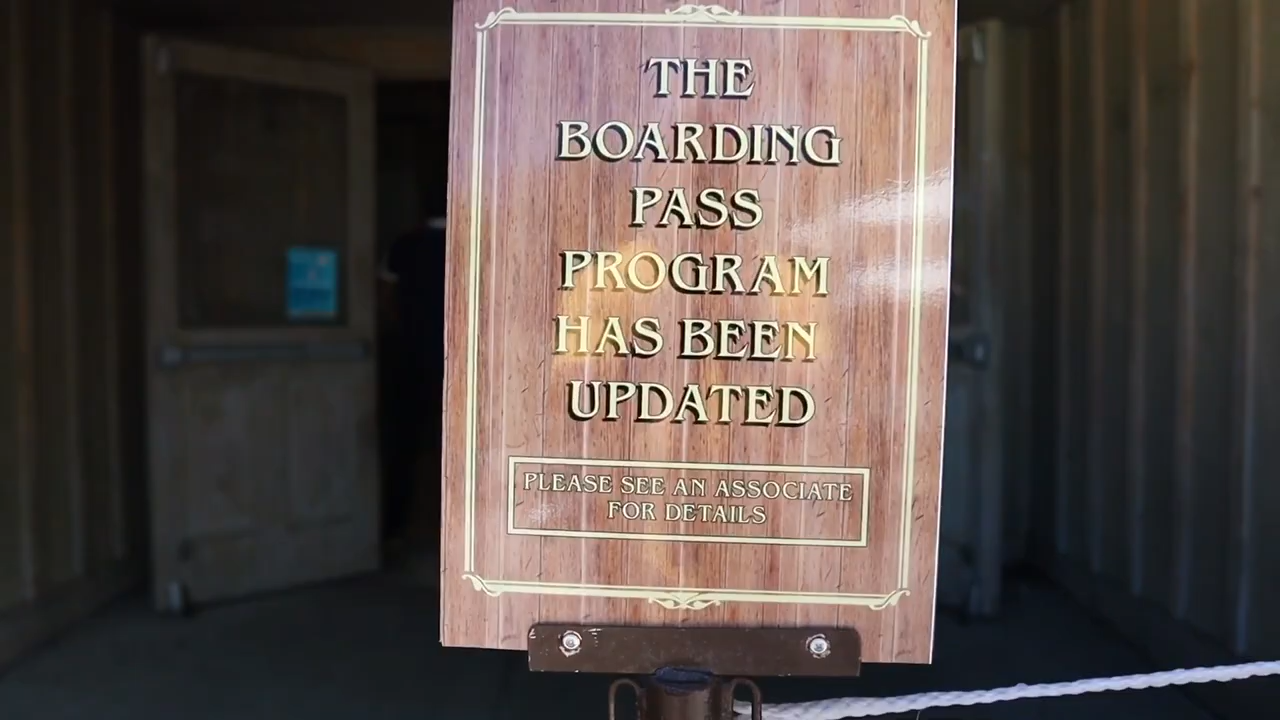 THE
BOARDING
PASS
PROGRAM
HAS BEEN
UPDATED
PLEASE SEE AN ASSOCIATE
FOR DETAILS